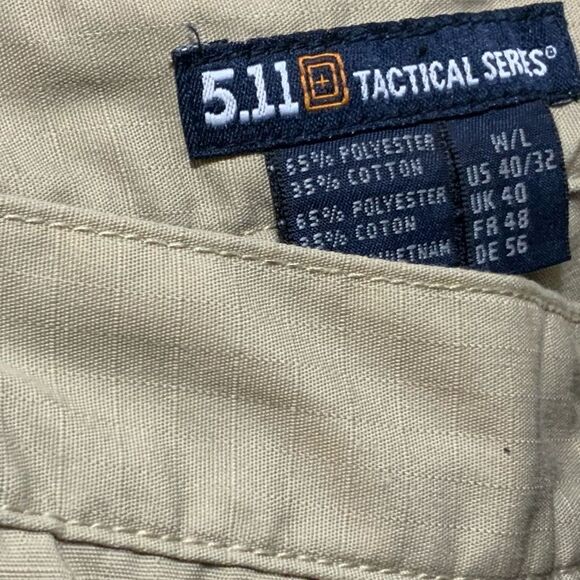 5.11 TACTICAL SERIES®
65% POLYESTER
35% COTTON
65% POLYESTER
35% COTON
VIETNAM
W/L
US 40/32
UK 40
FR 48
DE 56